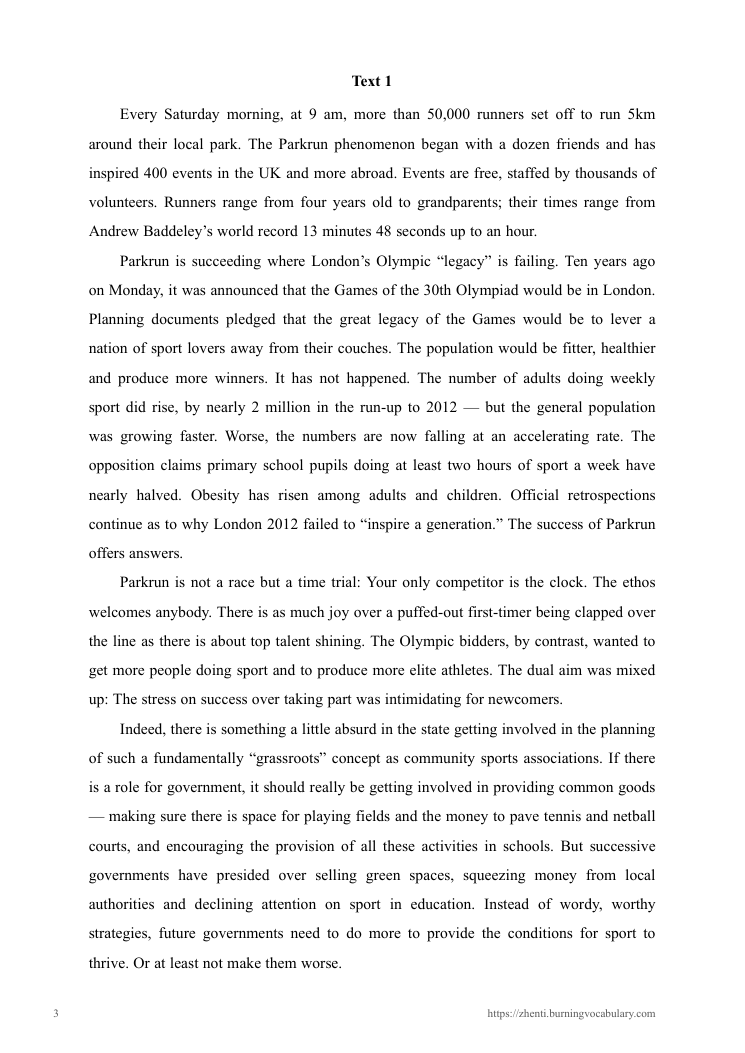 Text 1
Every Saturday morning, at 9 am, more than 50,000 runners set off to run 5km
around their local park. The Parkrun phenomenon began with a dozen friends and has
inspired 400 events in the UK and more abroad. Events are free, staffed by thousands of
volunteers. Runners range from four years old to grandparents; their times range from
Andrew Baddeley’s world record 13 minutes 48 seconds up to an hour.
Parkrun is succeeding where London’s Olympic “legacy” is failing. Ten years ago
on Monday, it was announced that the Games of the 30th Olympiad would be in London.
Planning documents pledged that the great legacy of the Games would be to lever a
nation of sport lovers away from their couches. The population would be fitter, healthier
and produce more winners. It has not happened. The number of adults doing weekly
sport did rise, by nearly 2 million in the run-up to 2012 — but the general population
was growing faster. Worse, the numbers are now falling at an accelerating rate. The
opposition claims primary school pupils doing at least two hours of sport a week have
nearly halved. Obesity has risen among adults and children. Official retrospections
continue as to why London 2012 failed to “inspire a generation.” The success of Parkrun
offers answers.
Parkrun is not a race but a time trial: Your only competitor is the clock. The ethos
welcomes anybody. There is as much joy over a puffed-out first-timer being clapped over
the line as there is about top talent shining. The Olympic bidders, by contrast, wanted to
get more people doing sport and to produce more elite athletes. The dual aim was mixed
up: The stress on success over taking part was intimidating for newcomers.
Indeed, there is something a little absurd in the state getting involved in the planning
of such a fundamentally “grassroots” concept as community sports associations. If there
is a role for government, it should really be getting involved in providing common goods
— making sure there is space for playing fields and the money to pave tennis and netball
courts, and encouraging the provision of all these activities in schools. But successive
governments have presided over selling green spaces, squeezing money from local
authorities and declining attention on sport in education. Instead of wordy, worthy
strategies, future governments need to do more to provide the conditions for sport to
thrive. Or at least not make them worse.
3 https://zhenti.burningvocabulary.com